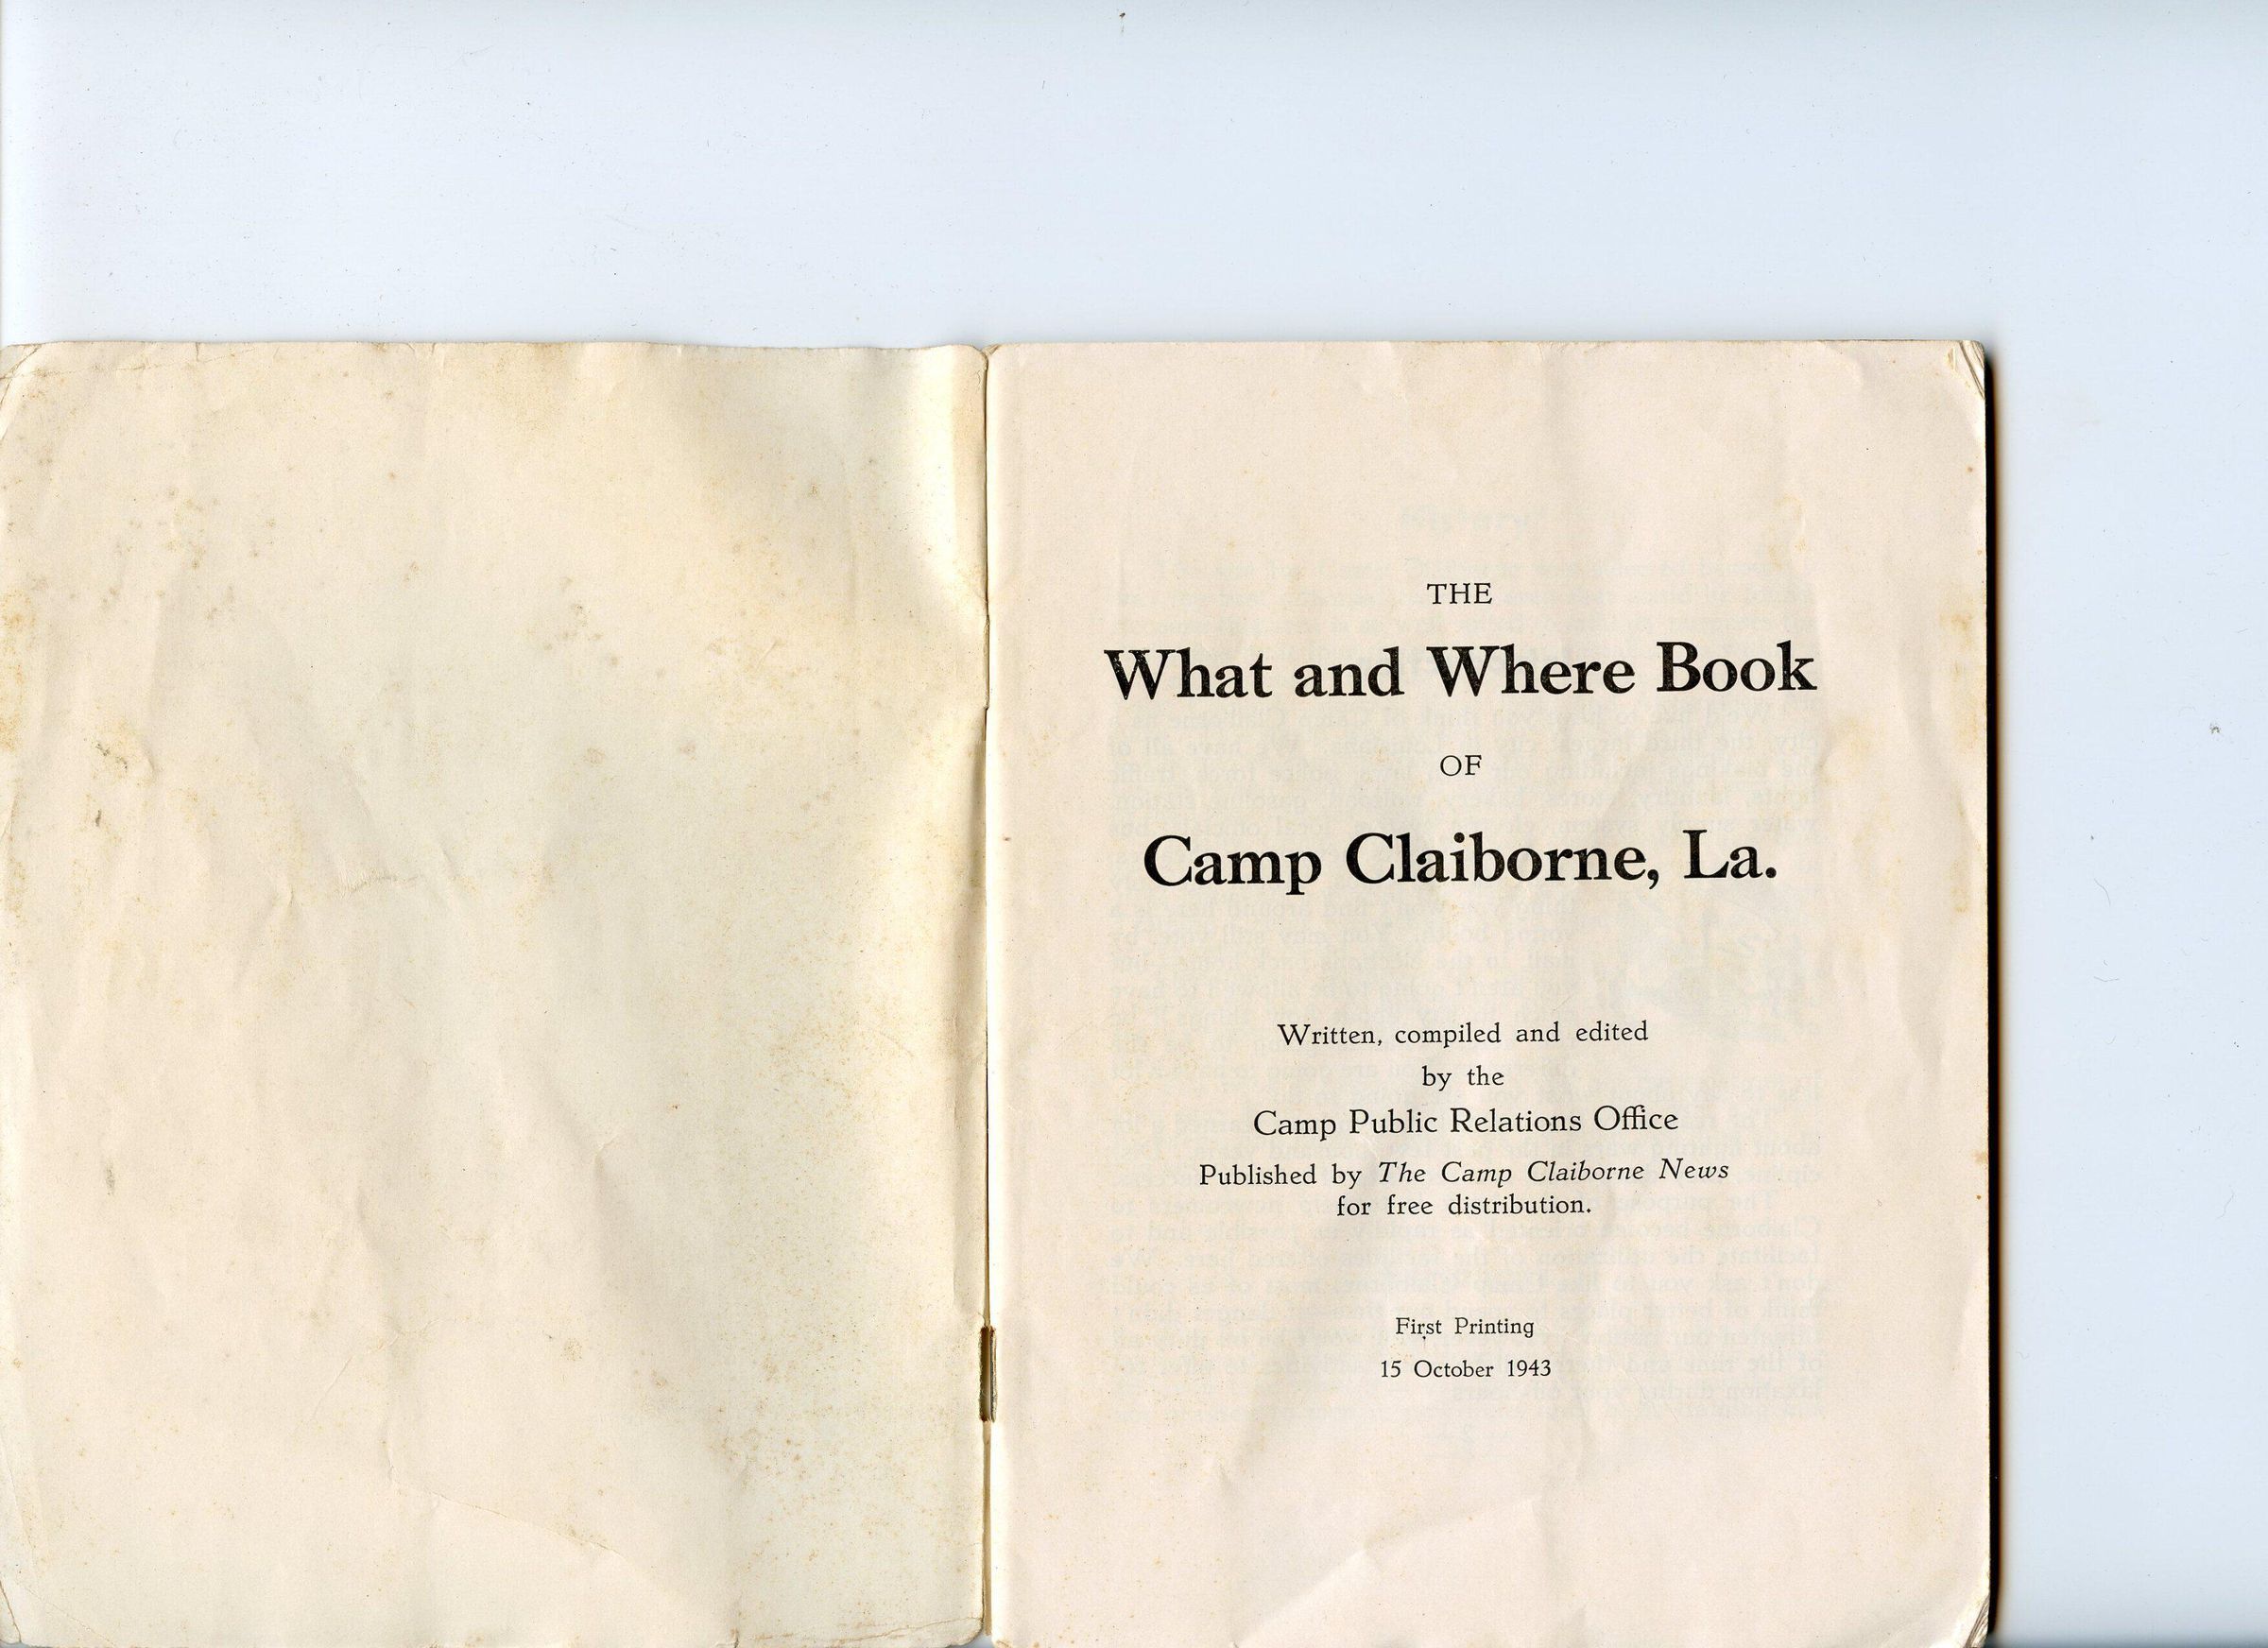 THE
What and Where Book
OF
Camp Claiborne, La.
Written, compiled and edited
by the
Camp Public Relations Office
Published by The Camp Claiborne News
for free distribution.
First Printing
15 October 1943